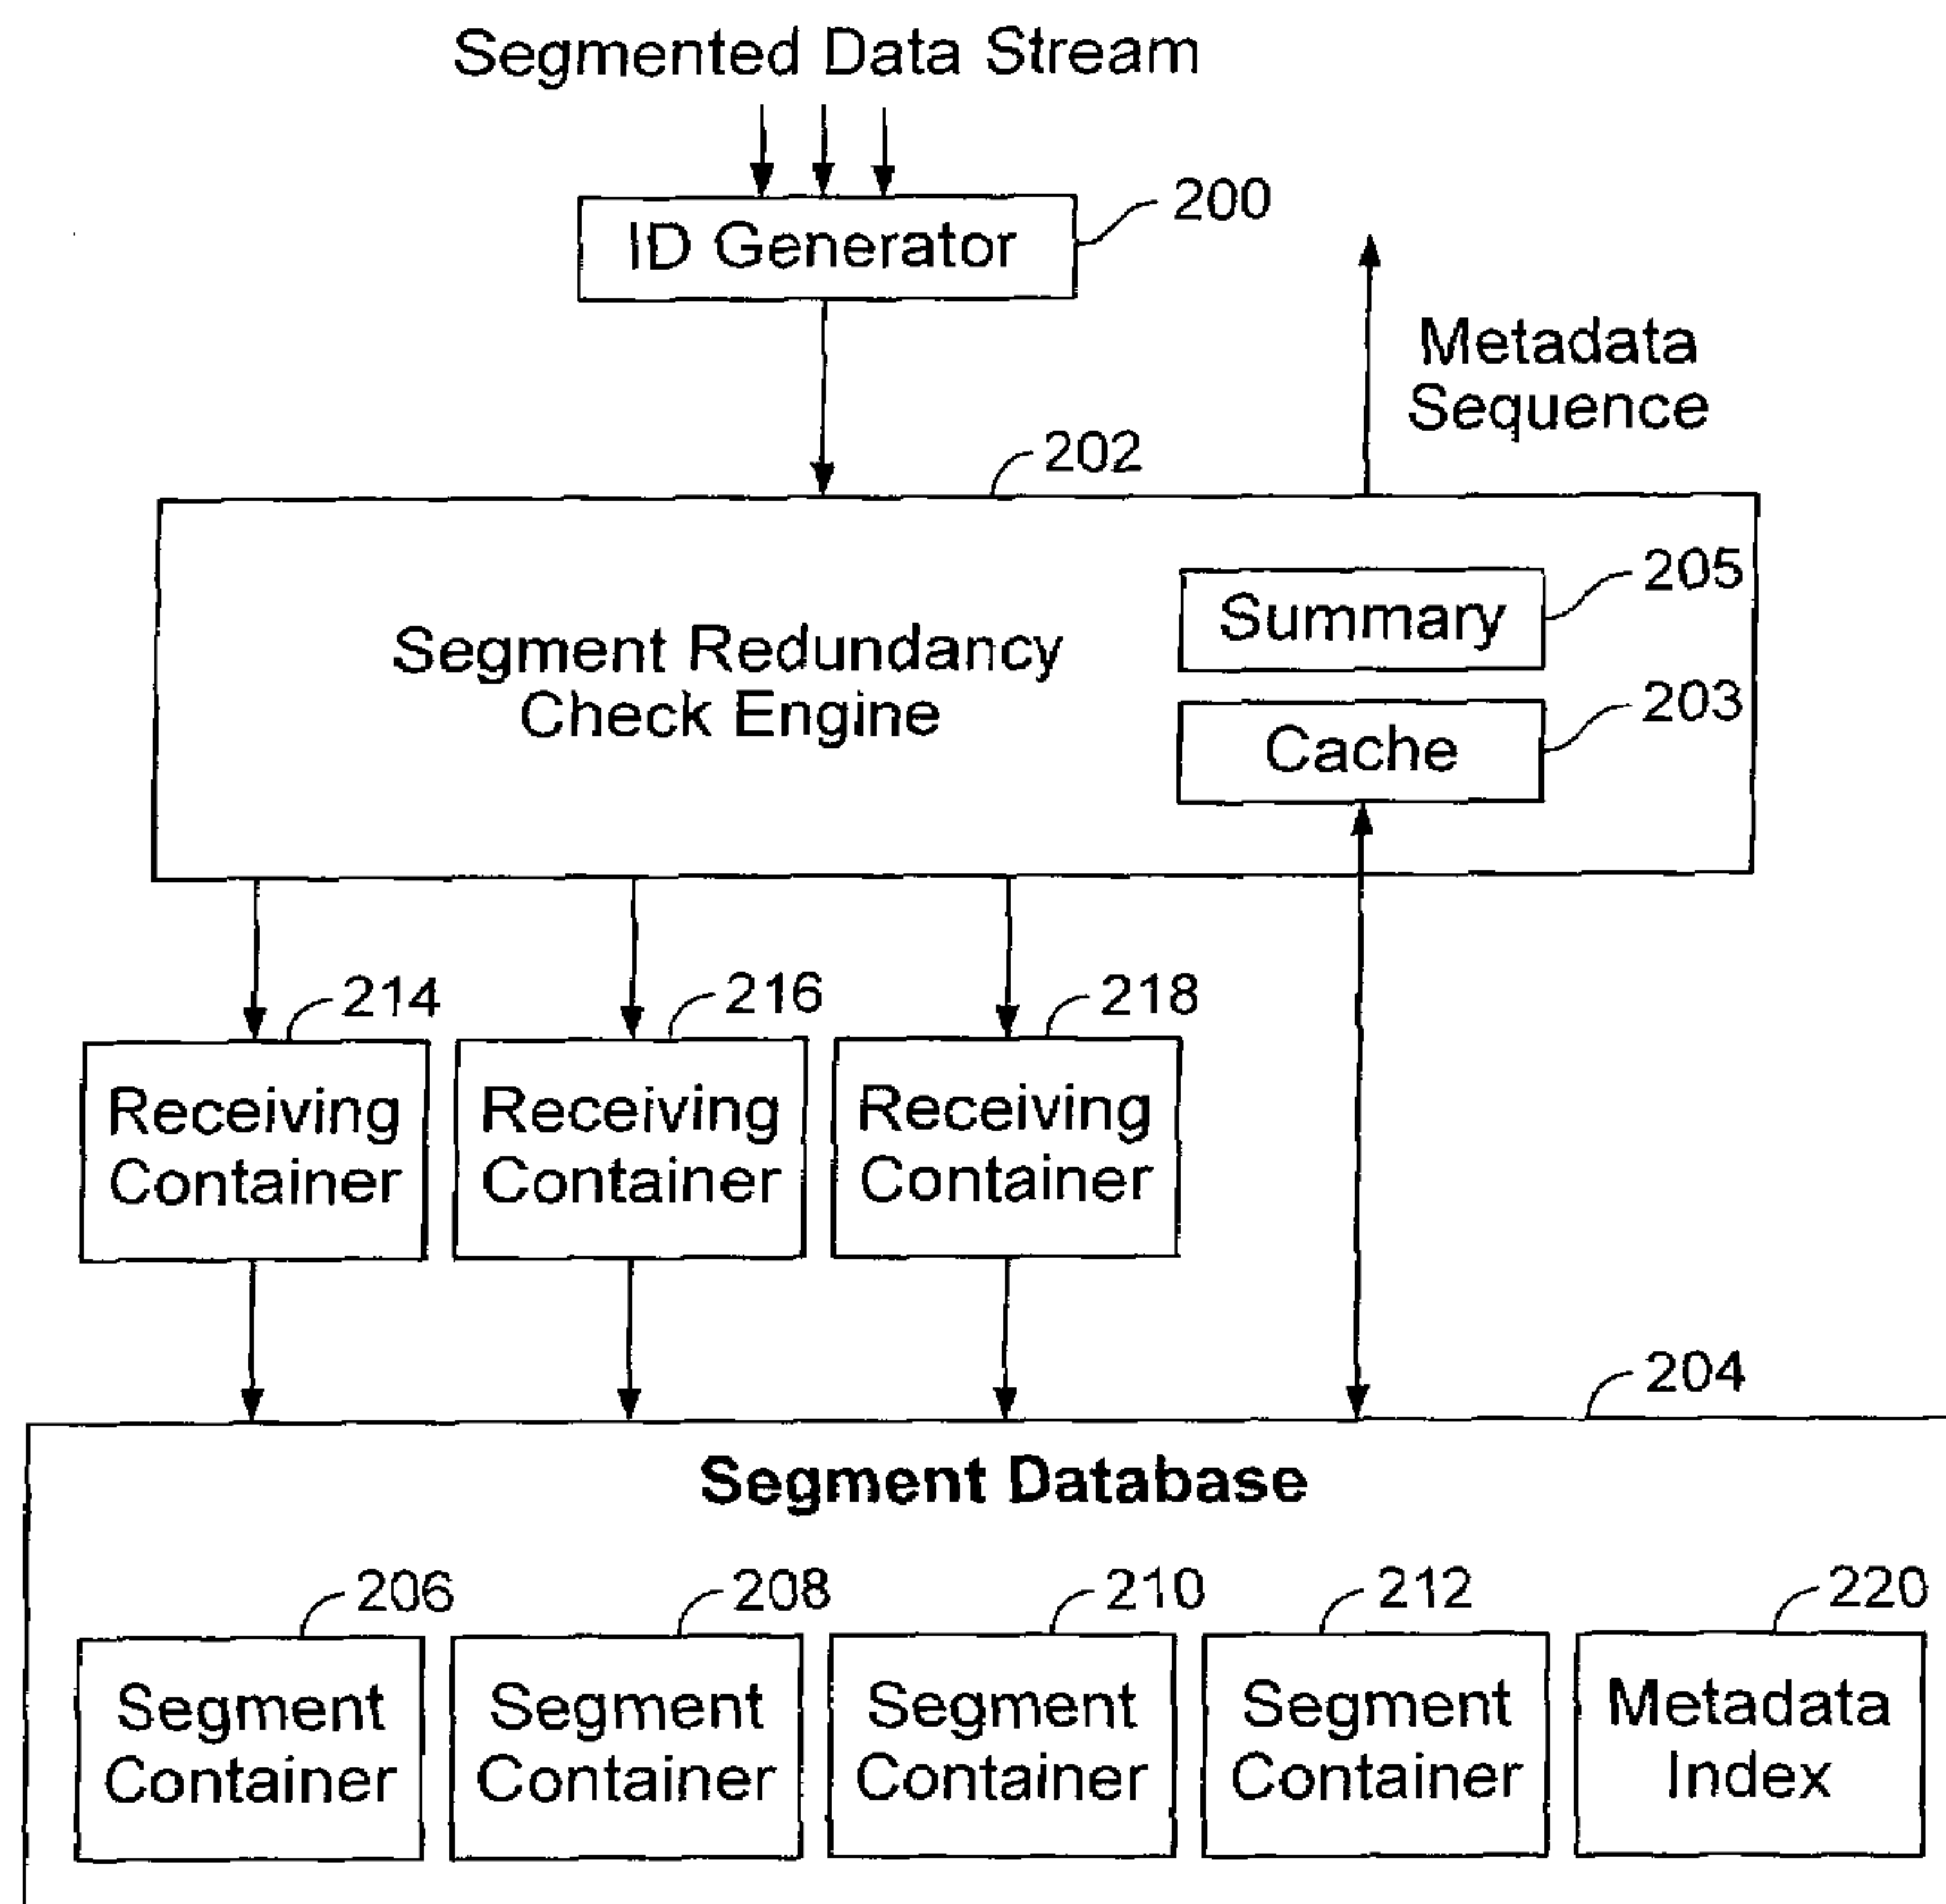 Segmented Data Stream
ID Generator
200
Metadata
Sequence
202
Segment Redundancy
Check Engine
Summary
205
Cache
203
214
216
218
Receiving
Container
Receiving
Container
Receiving
Container
204
Segment Database
206
208
210
212
220
Segment
Container
Segment
Container
Segment
Container
Segment
Container
Metadata
Index